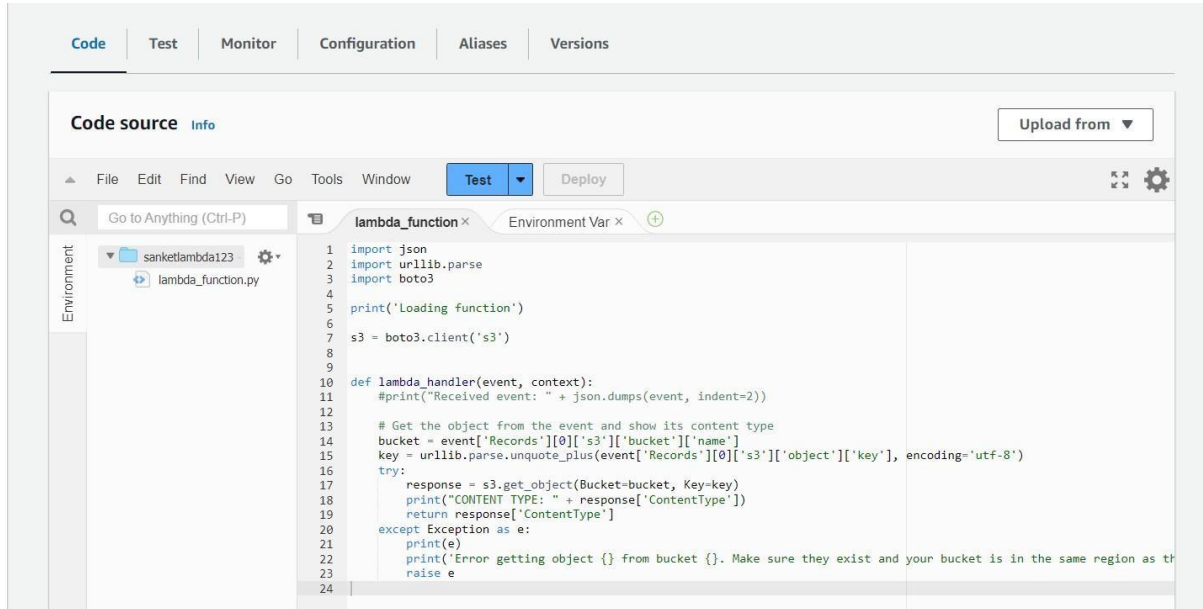 Code Test Monitor Configuration Aliases Versions
Code source Info Upload from ▼
File Edit Find View Go Tools Window Test Deploy
Go to Anything (Ctrl-P) lambda_function × Environment Var ×
Environment
sanketlambda123
lambda_function.py
1 import json
2 import urllib.parse
3 import boto3
4
5 print('Loading function')
6
7 s3 = boto3.client('s3')
8
9
10 def lambda_handler(event, context):
11     #print("Received event: " + json.dumps(event, indent=2))
12
13     # Get the object from the event and show its content type
14     bucket = event['Records'][0]['s3']['bucket']['name']
15     key = urllib.parse.unquote_plus(event['Records'][0]['s3']['object']['key'], encoding='utf-8')
16     try:
17         response = s3.get_object(Bucket=bucket, Key=key)
18         print("CONTENT TYPE: " + response['ContentType'])
19         return response['ContentType']
20     except Exception as e:
21         print(e)
22         print('Error getting object {} from bucket {}. Make sure they exist and your bucket is in the same region as th
23         raise e
24